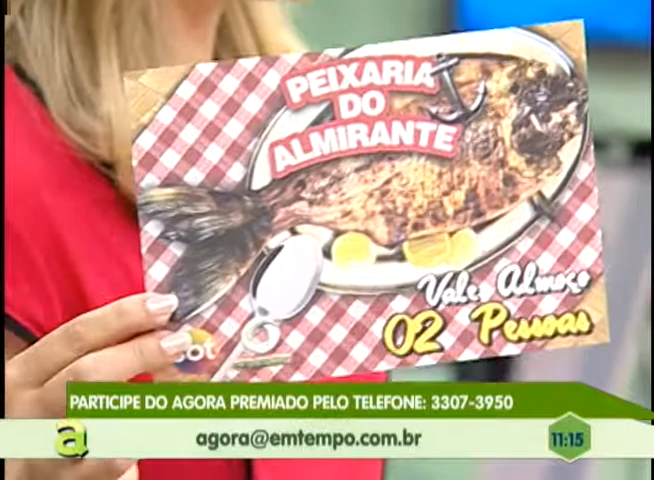 PEIXARIA
DO
ALMIRANTE
Vale Almoço
02 Pessoas
PARTICIPE DO AGORA PREMIADO PELO TELEFONE: 3307-3950
a
agora@emtempo.com.br
11:15